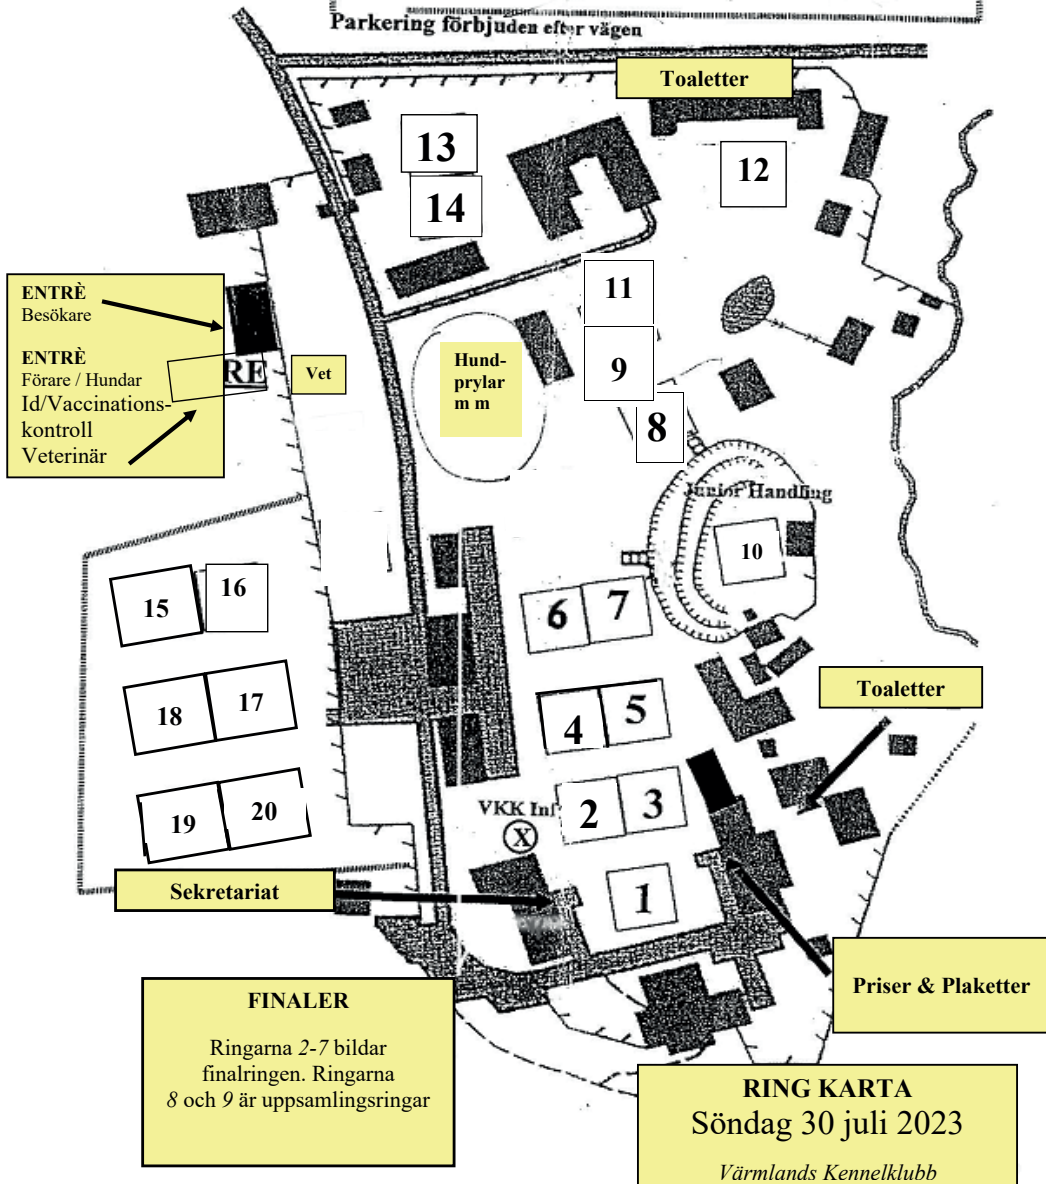 Parkering förbjuden efter vägen
Toaletter
13
14
12
ENTRÈ
Besökare
ENTRÈ
Förare / Hundar
Id/Vaccinations-
kontroll
Veterinär
RE
Vet
Hund-
prylar
m m
11
9
8
Junior Handling
10
15
16
6
7
18
17
4
5
Toaletter
19
20
VKK Inf
X
2
3
Sekretariat
1
Priser & Plaketter
FINALER
Ringarna 2-7 bildar
finalringen. Ringarna
8 och 9 är uppsamlingsringar
RING KARTA
Söndag 30 juli 2023
Värmlands Kennelklubb